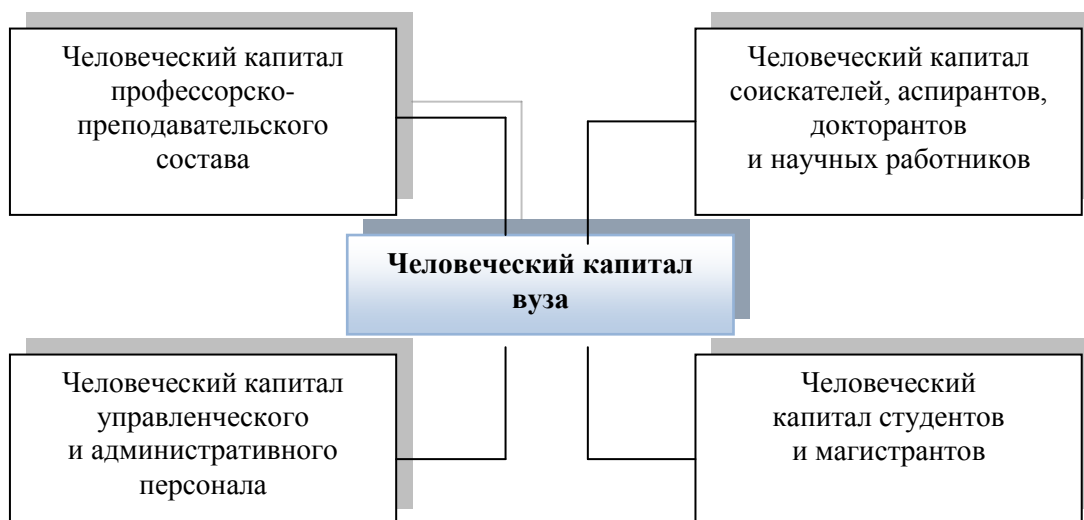 Человеческий капитал
профессорско-
преподавательского
состава
Человеческий капитал
соискателей, аспирантов,
докторантов
и научных работников
Человеческий капитал
вуза
Человеческий капитал
управленческого
и административного
персонала
Человеческий
капитал студентов
и магистрантов